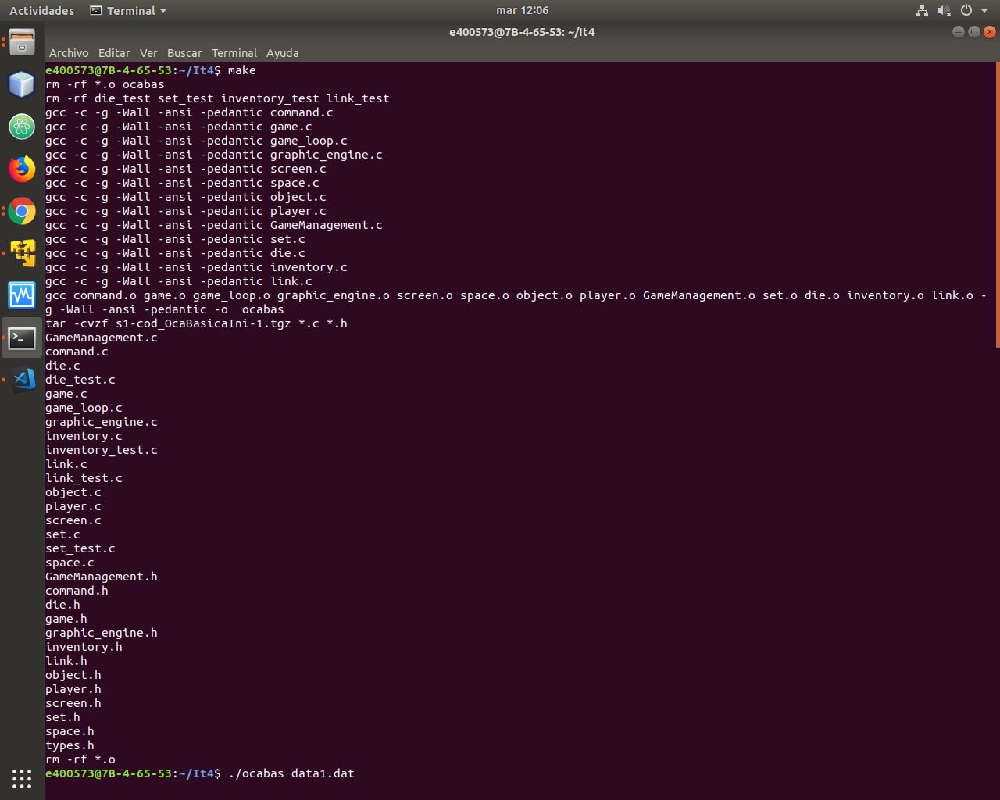 Actividades Terminal mar 12:06
e400573@7B-4-65-53: ~/It4
Archivo Editar Ver Buscar Terminal Ayuda
e400573@7B-4-65-53:~/It4$ make
rm -rf *.o ocabas
rm -rf die_test set_test inventory_test link_test
gcc -c -g -Wall -ansi -pedantic command.c
gcc -c -g -Wall -ansi -pedantic game.c
gcc -c -g -Wall -ansi -pedantic game_loop.c
gcc -c -g -Wall -ansi -pedantic graphic_engine.c
gcc -c -g -Wall -ansi -pedantic screen.c
gcc -c -g -Wall -ansi -pedantic space.c
gcc -c -g -Wall -ansi -pedantic object.c
gcc -c -g -Wall -ansi -pedantic player.c
gcc -c -g -Wall -ansi -pedantic GameManagement.c
gcc -c -g -Wall -ansi -pedantic set.c
gcc -c -g -Wall -ansi -pedantic die.c
gcc -c -g -Wall -ansi -pedantic inventory.c
gcc -c -g -Wall -ansi -pedantic link.c
gcc command.o game.o game_loop.o graphic_engine.o screen.o space.o object.o player.o GameManagement.o set.o die.o inventory.o link.o -
g -Wall -ansi -pedantic -o  ocabas
tar -cvzf s1-cod_OcaBasicaIni-1.tgz *.c *.h
GameManagement.c
command.c
die.c
die_test.c
game.c
game_loop.c
graphic_engine.c
inventory.c
inventory_test.c
link.c
link_test.c
object.c
player.c
screen.c
set.c
set_test.c
space.c
GameManagement.h
command.h
die.h
game.h
graphic_engine.h
inventory.h
link.h
object.h
player.h
screen.h
set.h
space.h
types.h
rm -rf *.o
e400573@7B-4-65-53:~/It4$ ./ocabas data1.dat